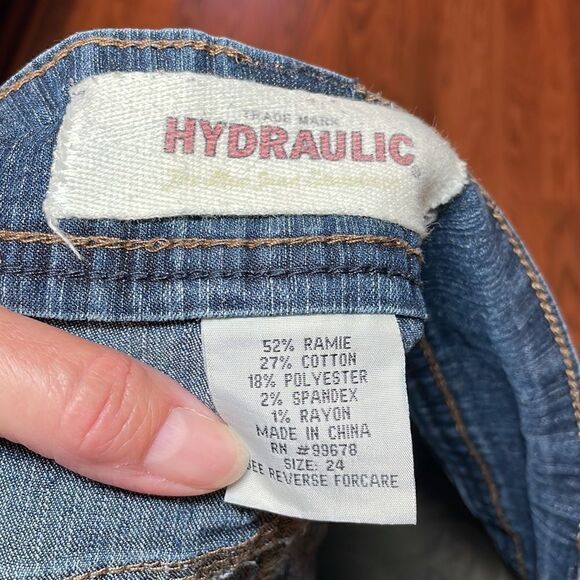 TRADE MARK
HYDRAULIC
®
52% RAMIE
27% COTTON
18% POLYESTER
2% SPANDEX
1% RAYON
MADE IN CHINA
RN #99678
SIZE: 24
EE REVERSE FORCARE